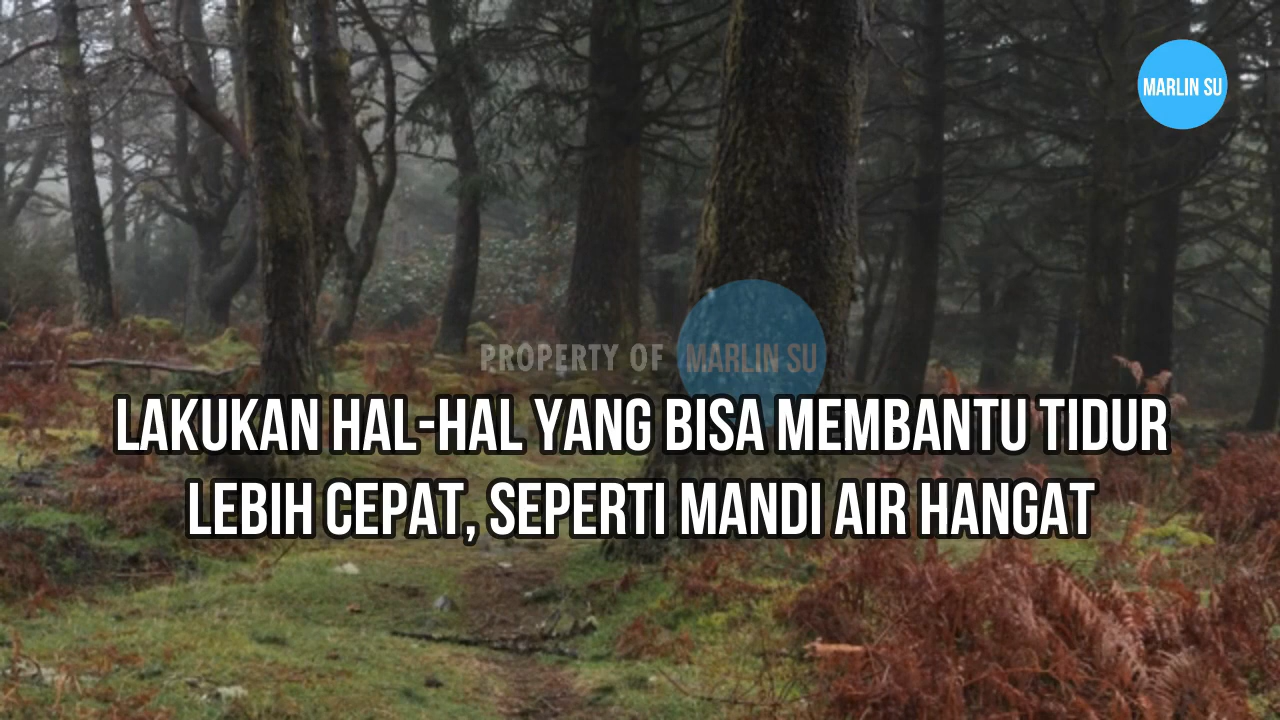 MARLIN SU
PROPERTY OF MARLIN SU
LAKUKAN HAL-HAL YANG BISA MEMBANTU TIDUR
LEBIH CEPAT, SEPERTI MANDI AIR HANGAT